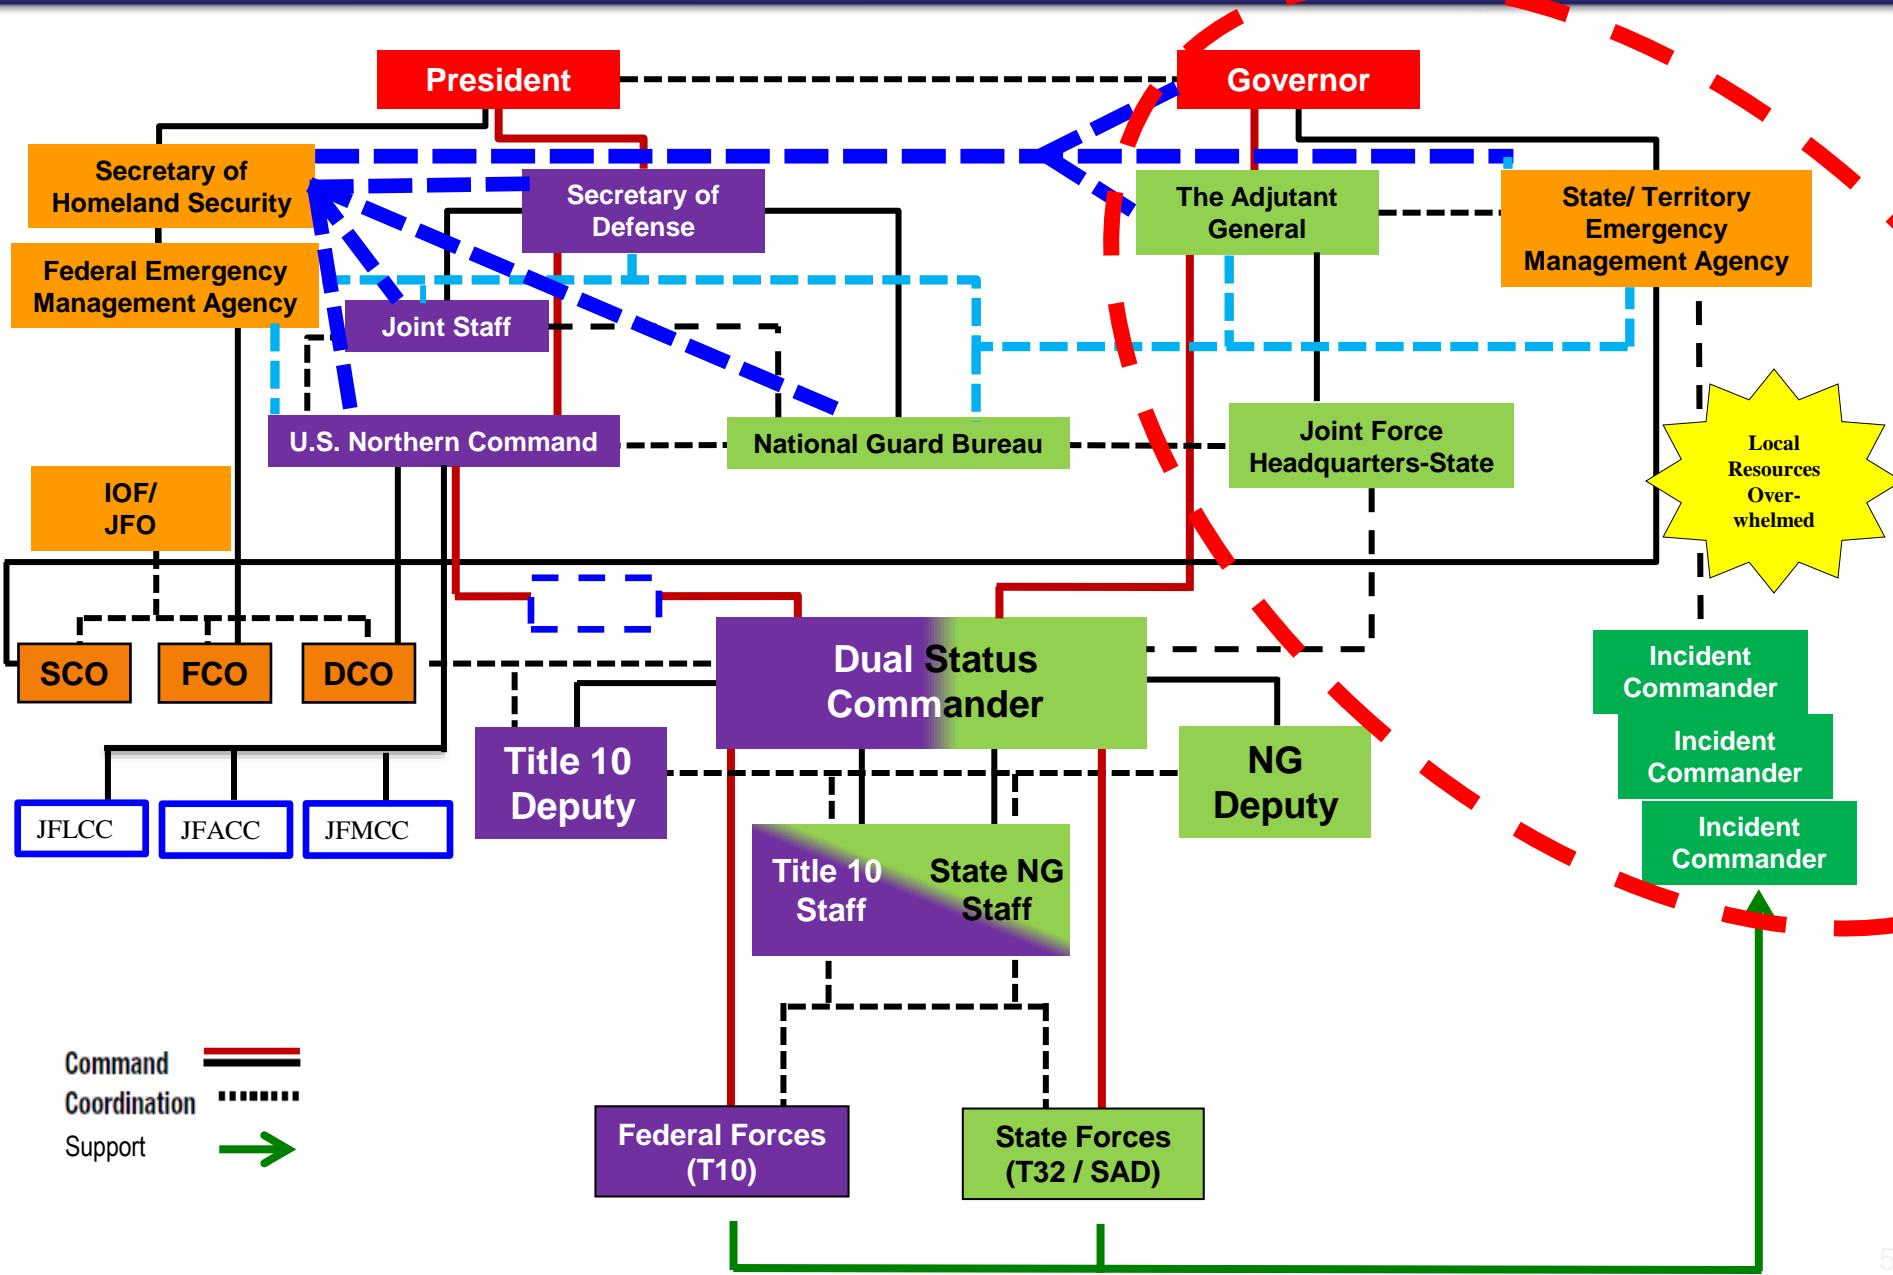 President
Governor
Secretary of
Homeland Security
Secretary of
Defense
The Adjutant
General
State/ Territory
Emergency
Management Agency
Federal Emergency
Management Agency
Joint Staff
U.S. Northern Command
National Guard Bureau
Joint Force
Headquarters-State
Local
Resources
Over-
whelmed
IOF/
JFO
SCO
FCO
DCO
Dual Status
Commander
Incident
Commander
Incident
Commander
Incident
Commander
Title 10
Deputy
NG
Deputy
JFLCC
JFACC
JFMCC
Title 10
Staff
State NG
Staff
Command
Coordination
Support
Federal Forces
(T10)
State Forces
(T32 / SAD)
5